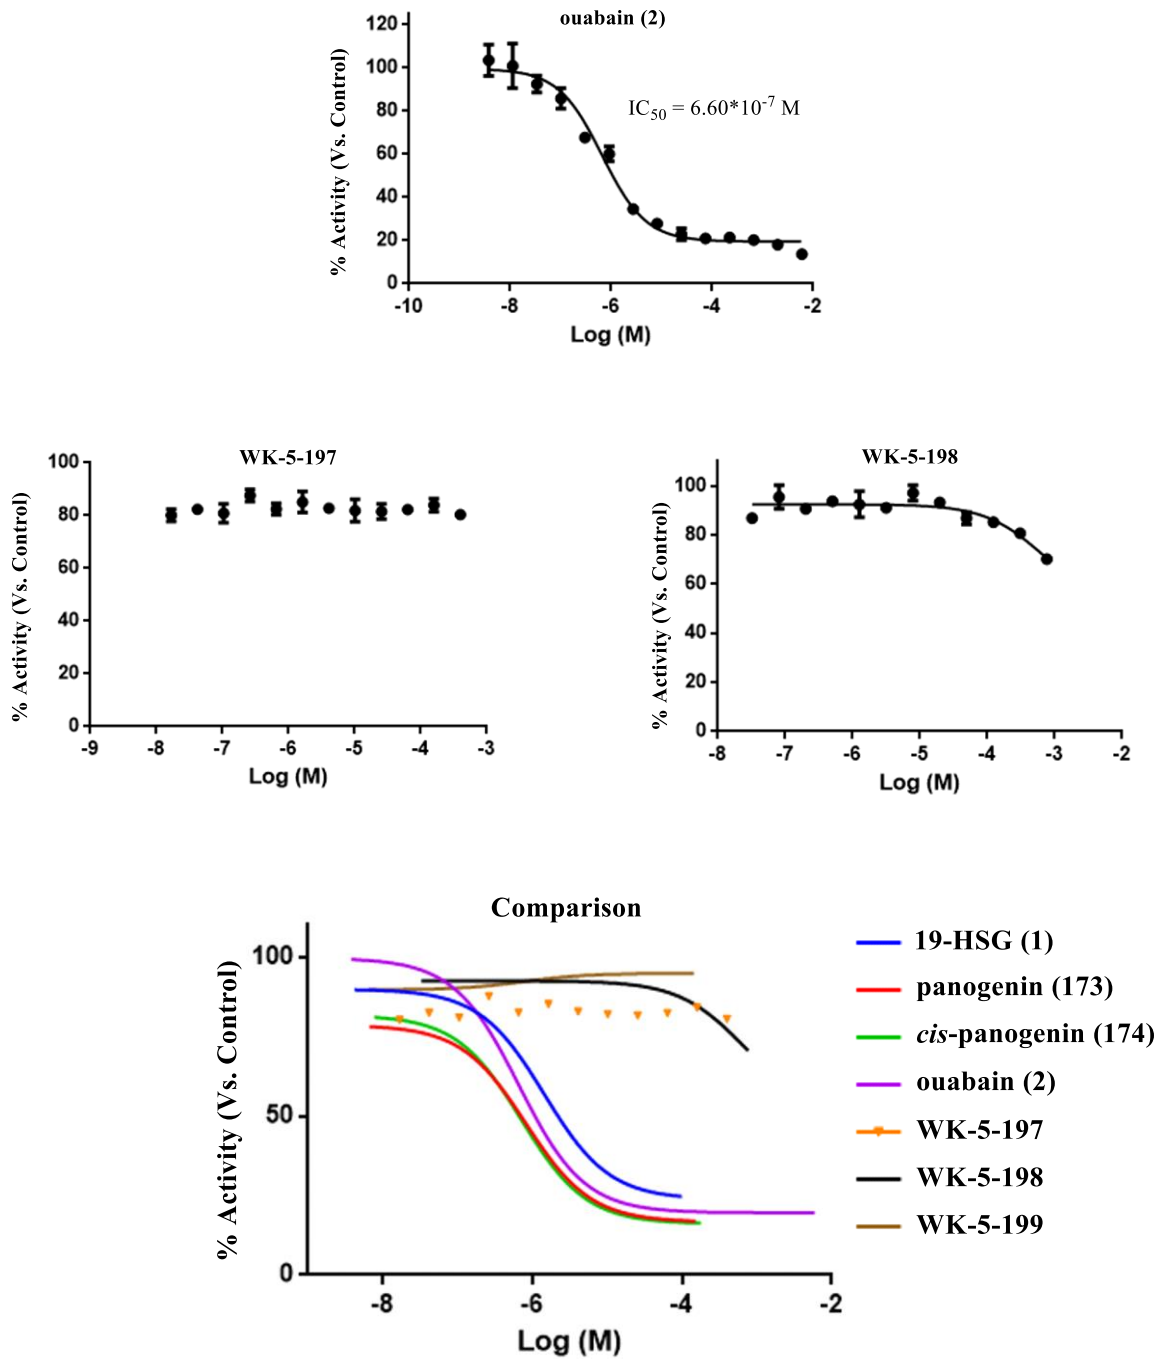 ouabain (2)
% Activity (Vs. Control)
120
100
80
60
40
20
0
IC50 = 6.60*10-7 M
-10 -8 -6 -4 -2
Log (M)
WK-5-197
% Activity (Vs. Control)
100
80
60
40
20
0
-9 -8 -7 -6 -5 -4 -3
Log (M)
WK-5-198
% Activity (Vs. Control)
100
80
60
40
20
0
-8 -7 -6 -5 -4 -3 -2
Log (M)
Comparison
% Activity (Vs. Control)
100
50
0
-8 -6 -4 -2
Log (M)
19-HSG (1)
panogenin (173)
cis-panogenin (174)
ouabain (2)
WK-5-197
WK-5-198
WK-5-199